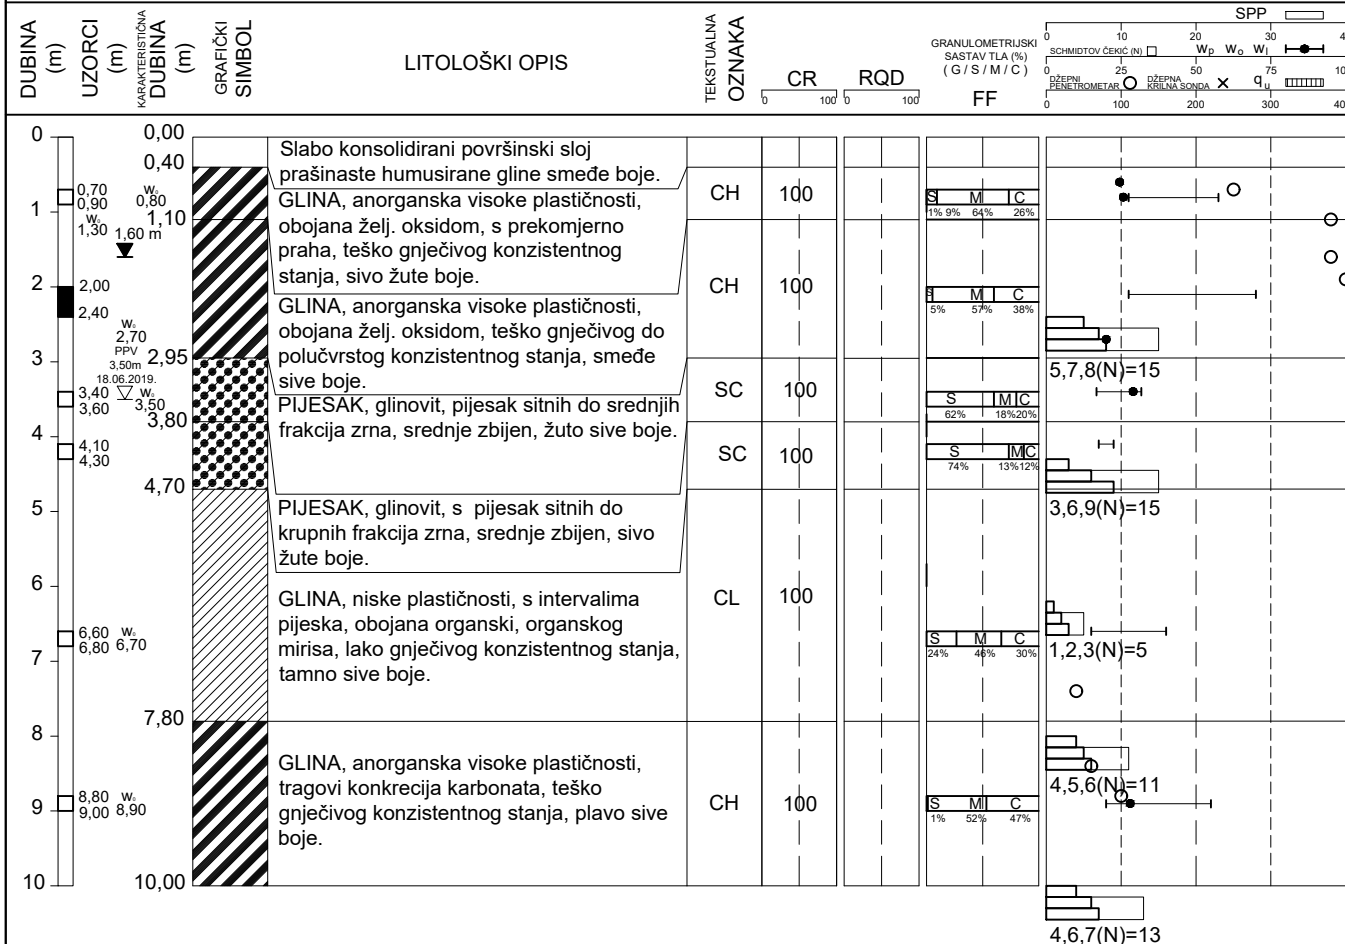 DUBINA (m)
UZORCI (m)
KARAKTERISTIČNA DUBINA (m)
GRAFIČKI SIMBOL
LITOLOŠKI OPIS
TEKSTUALNA OZNAKA
CR
0 100
RQD
0 100
GRANULOMETRIJSKI
SASTAV TLA (%)
( G / S / M / C )
FF
SPP
0 10 20 30 4
SCHMIDTOV ČEKIĆ (N)
Wp Wo Wl
0 25 50 75 10
DŽEPNI PENETROMETAR
DŽEPNA KRILNA SONDA
qu
0 100 200 300 40
0
1
2
3
4
5
6
7
8
9
10
0,70
0,90
W₀
0,80
W₀
1,30
1,60 m
2,00
2,40
W₀
2,70
PPV
3,50m
18.06.2019.
3,40
3,60
W₀
3,50
4,10
4,30
6,60
6,80
W₀
6,70
8,80
9,00
W₀
8,90
0,00
0,40
1,10
2,95
3,80
4,70
7,80
10,00
Slabo konsolidirani površinski sloj
prašinaste humusirane gline smeđe boje.
GLINA, anorganska visoke plastičnosti,
obojana želj. oksidom, s prekomjerno
praha, teško gnječivog konzistentnog
stanja, sivo žute boje.
GLINA, anorganska visoke plastičnosti,
obojana želj. oksidom, teško gnječivog do
polučvrstog konzistentnog stanja, smeđe
sive boje.
PIJESAK, glinovit, pijesak sitnih do srednjih
frakcija zrna, srednje zbijen, žuto sive boje.
PIJESAK, glinovit, s pijesak sitnih do
krupnih frakcija zrna, srednje zbijen, sivo
žute boje.
GLINA, niske plastičnosti, s intervalima
pijeska, obojana organski, organskog
mirisa, lako gnječivog konzistentnog stanja,
tamno sive boje.
GLINA, anorganska visoke plastičnosti,
tragovi konkrecija karbonata, teško
gnječivog konzistentnog stanja, plavo sive
boje.
CH 100
CH 100
SC 100
SC 100
CL 100
CH 100
S M C
1% 9% 64% 26%
S M C
5% 57% 38%
S M C
62% 18% 20%
S M C
74% 13% 12%
S M C
24% 46% 30%
S M C
1% 52% 47%
5,7,8(N)=15
3,6,9(N)=15
1,2,3(N)=5
4,5,6(N)=11
4,6,7(N)=13